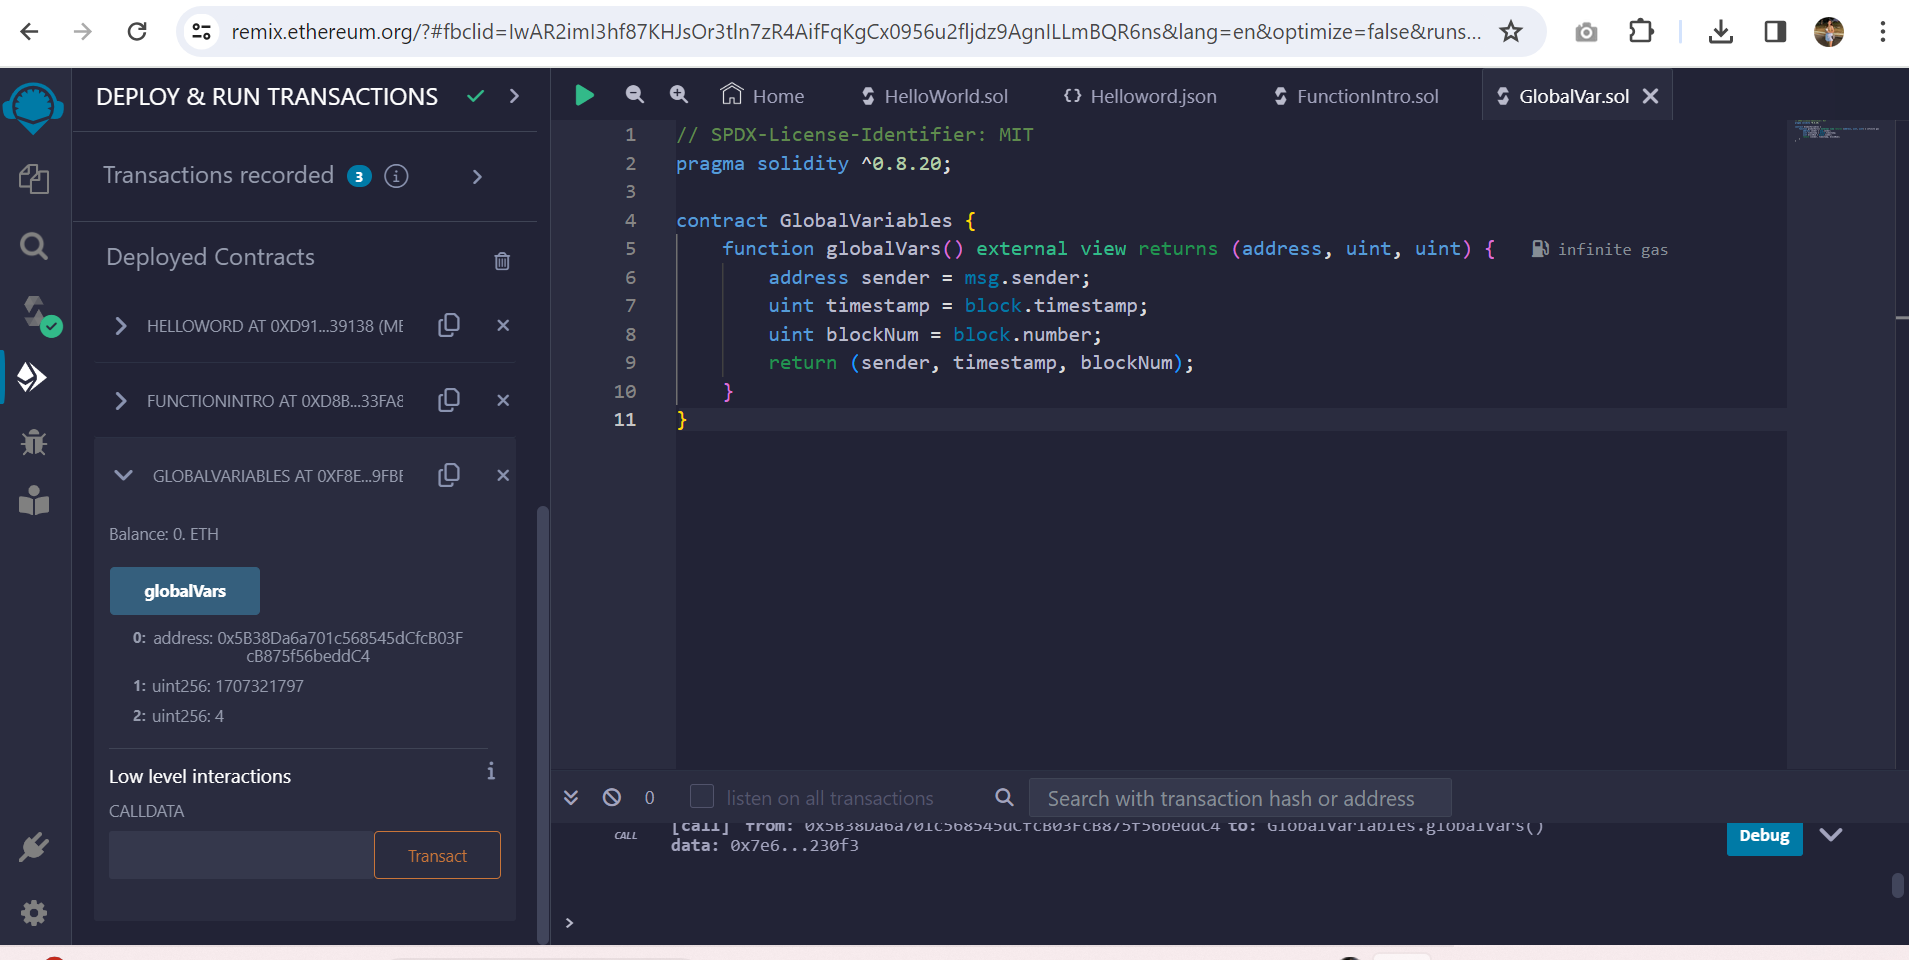 remix.ethereum.org/?#fbclid=IwAR2imI3hf87KHJsOr3tln7zR4AifFqKgCx0956u2fljdz9AgnILLmBQR6ns&lang=en&optimize=false&runs...
DEPLOY & RUN TRANSACTIONS
Transactions recorded 3 i
Deployed Contracts
HELLOWORD AT 0XD91...39138 (ME
FUNCTIONINTRO AT 0XD8B...33FA8
GLOBALVARIABLES AT 0XF8E...9FBE
Balance: 0. ETH
globalVars
0: address: 0x5B38Da6a701c568545dCfcB03F
cB875f56beddC4
1: uint256: 1707321797
2: uint256: 4
Low level interactions i
CALLDATA
Transact
Home HelloWorld.sol {} Helloword.json FunctionIntro.sol GlobalVar.sol
1 // SPDX-License-Identifier: MIT
2 pragma solidity ^0.8.20;
3
4 contract GlobalVariables {
5 function globalVars() external view returns (address, uint, uint) { infinite gas
6 address sender = msg.sender;
7 uint timestamp = block.timestamp;
8 uint blockNum = block.number;
9 return (sender, timestamp, blockNum);
10 }
11 }
0 listen on all transactions Search with transaction hash or address
CALL [call] from: 0x5B38Da6a701c568545dCfcB03FcB875f56beddC4 to: GlobalVariables.globalVars()
data: 0x7e6...230f3
Debug
>